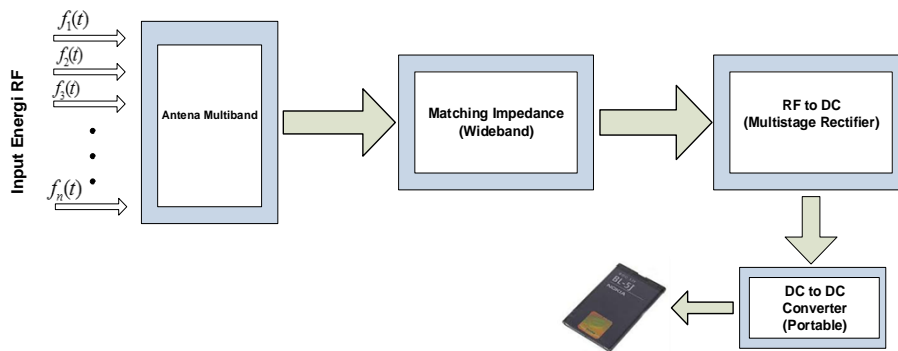 Input Energi RF
f₁(t)
f₂(t)
f₃(t)
fₙ(t)
Antena Multiband
Matching Impedance
(Wideband)
RF to DC
(Multistage Rectifier)
DC to DC
Converter
(Portable)
BL-5J
NOKIA